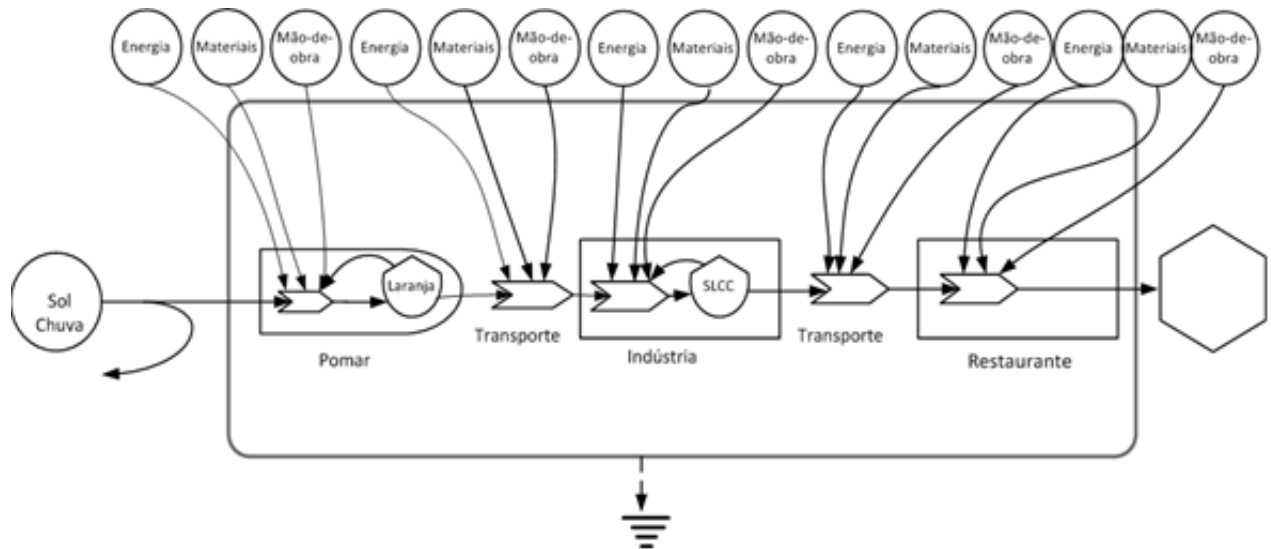 Energia
Materiais
Mão-de-
obra
Energia
Materiais
Mão-de-
obra
Energia
Materiais
Mão-de-
obra
Energia
Materiais
Mão-de-
obra
Energia
Materiais
Mão-de-
obra
Sol
Chuva
Laranja
SLCC
Pomar
Transporte
Indústria
Transporte
Restaurante